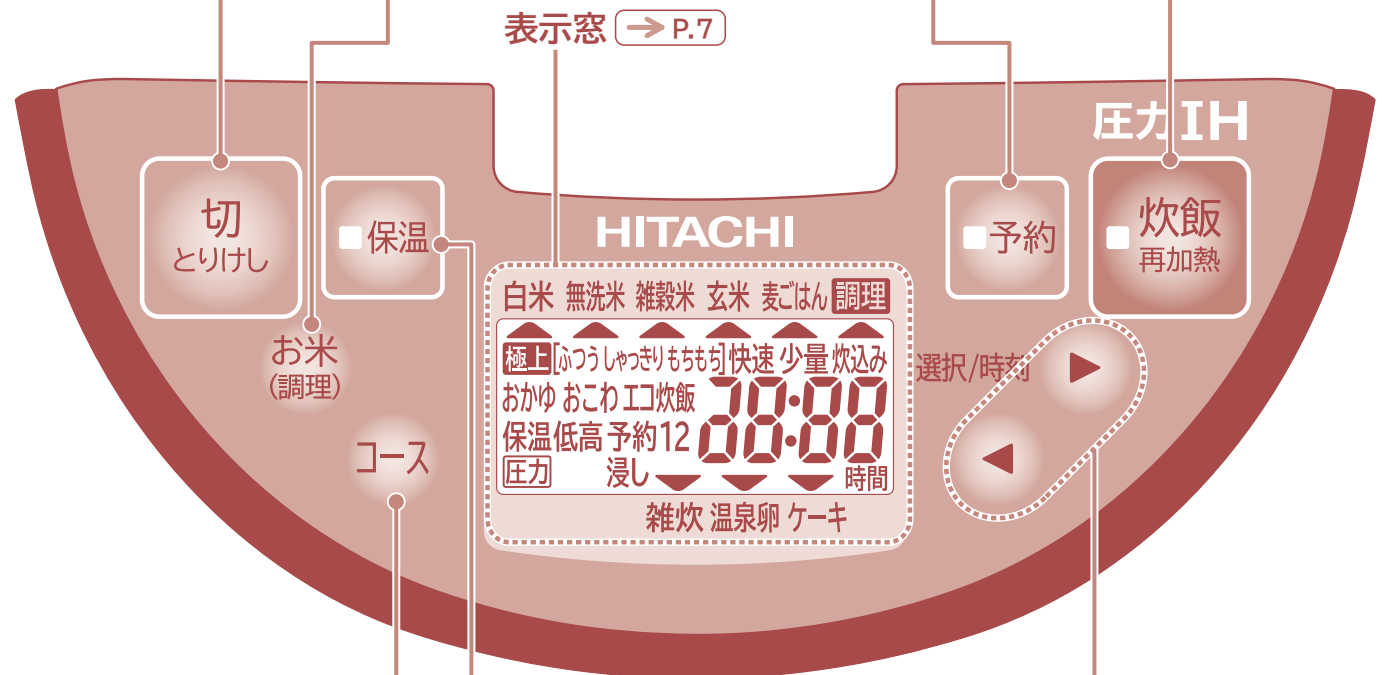 表示窓 → P.7
圧力IH
切
とりけし
保温
HITACHI
予約
炊飯
再加熱
白米 無洗米 雑穀米 玄米 麦ごはん 調理
極上 [ふつう しゃっきり もちもち] 快速 少量 炊込み
おかゆ おこわ エコ炊飯
28:88
保温 低高 予約12
圧力 浸し 時間
雑炊 温泉卵 ケーキ
お米
(調理)
コース
選択/時刻